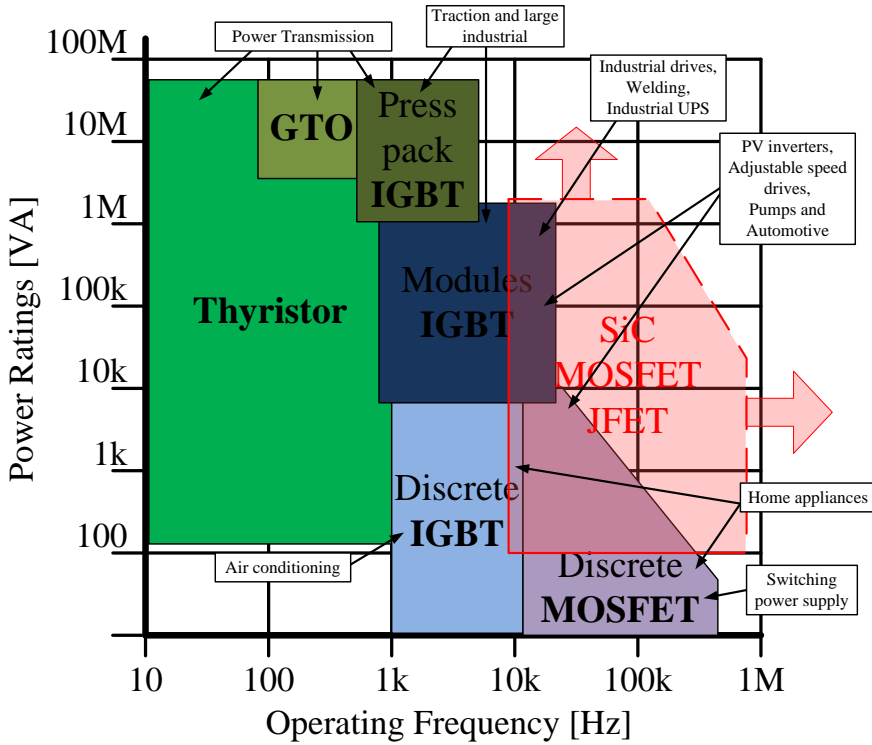 Power Transmission
Traction and large
industrial
Industrial drives,
Welding,
Industrial UPS
PV inverters,
Adjustable speed
drives,
Pumps and
Automotive
Power Ratings [VA]
100M
10M
1M
100k
10k
1k
100
GTO
Press
pack
IGBT
Thyristor
Modules
IGBT
SiC
MOSFET
JFET
Discrete
IGBT
Discrete
MOSFET
Home appliances
Air conditioning
Switching
power supply
10
100
1k
10k
100k
1M
Operating Frequency [Hz]